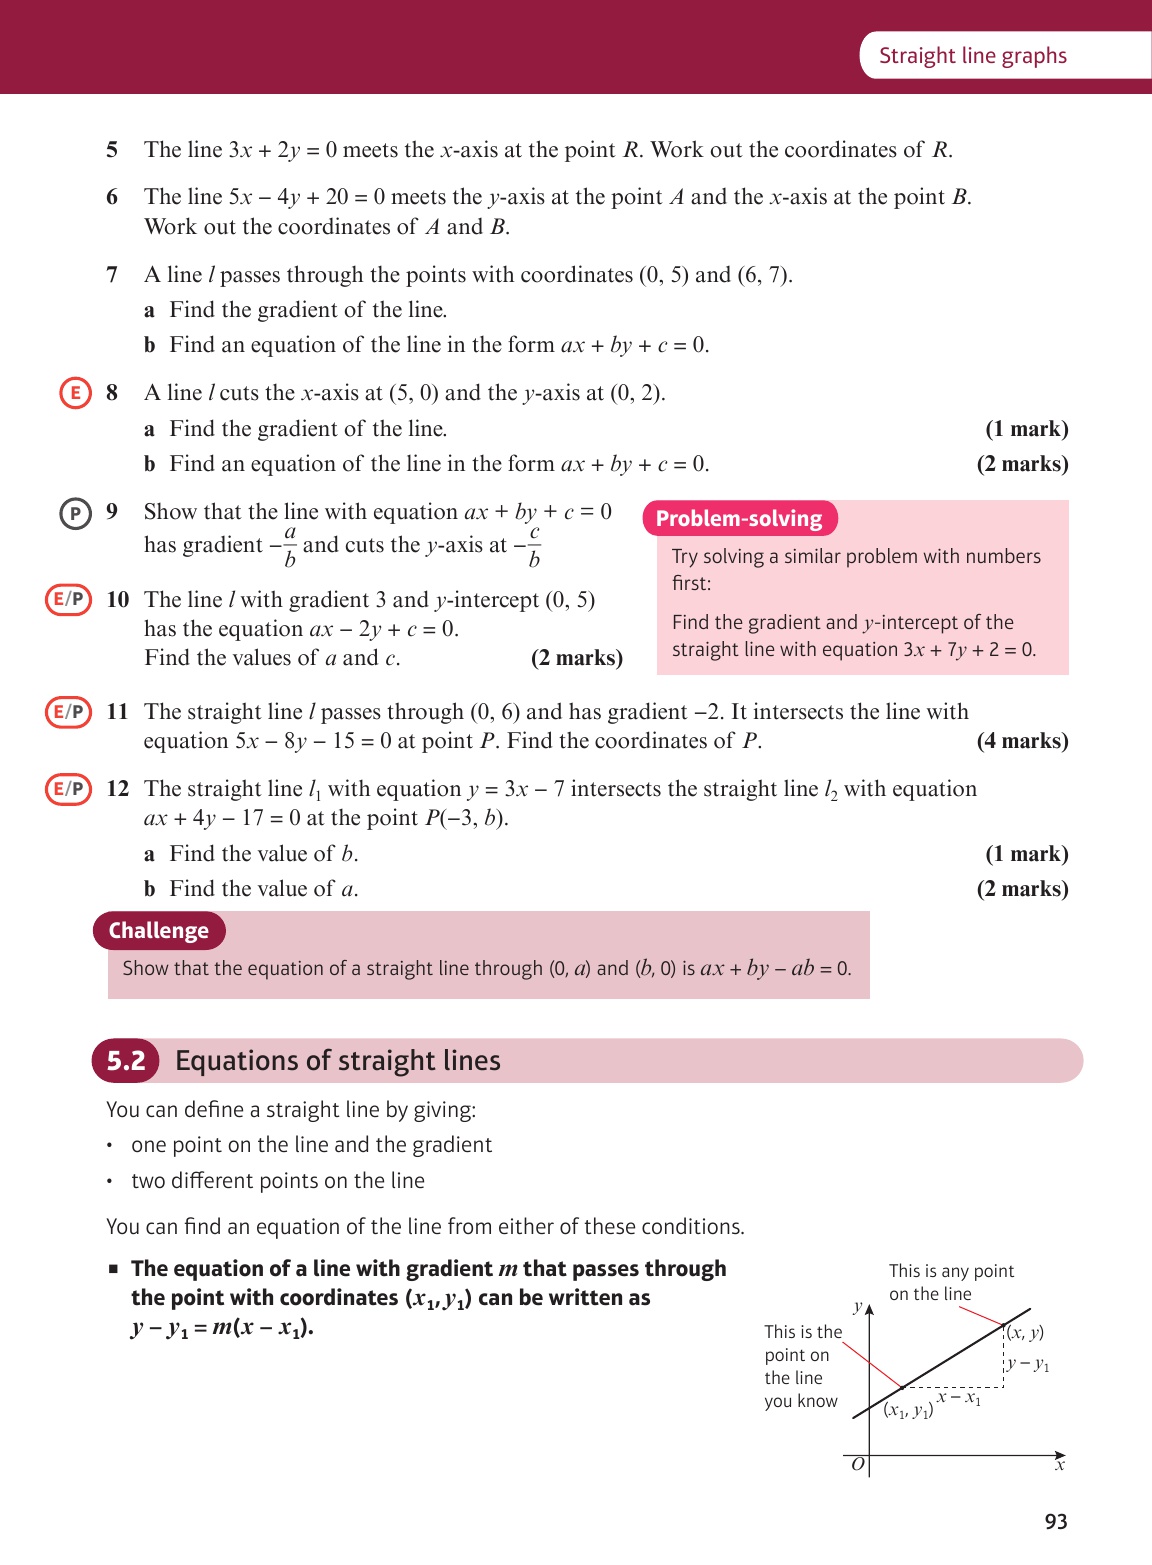 Straight line graphs
5 The line 3x + 2y = 0 meets the x-axis at the point R. Work out the coordinates of R.
6 The line 5x − 4y + 20 = 0 meets the y-axis at the point A and the x-axis at the point B.
Work out the coordinates of A and B.
7 A line l passes through the points with coordinates (0, 5) and (6, 7).
a Find the gradient of the line.
b Find an equation of the line in the form ax + by + c = 0.
E 8 A line l cuts the x-axis at (5, 0) and the y-axis at (0, 2).
a Find the gradient of the line. (1 mark)
b Find an equation of the line in the form ax + by + c = 0. (2 marks)
P 9 Show that the line with equation ax + by + c = 0
has gradient −a/b and cuts the y-axis at −c/b
E/P 10 The line l with gradient 3 and y-intercept (0, 5)
has the equation ax − 2y + c = 0.
Find the values of a and c. (2 marks)
Problem-solving
Try solving a similar problem with numbers
first:
Find the gradient and y-intercept of the
straight line with equation 3x + 7y + 2 = 0.
E/P 11 The straight line l passes through (0, 6) and has gradient −2. It intersects the line with
equation 5x − 8y − 15 = 0 at point P. Find the coordinates of P. (4 marks)
E/P 12 The straight line l₁ with equation y = 3x − 7 intersects the straight line l₂ with equation
ax + 4y − 17 = 0 at the point P(−3, b).
a Find the value of b. (1 mark)
b Find the value of a. (2 marks)
Challenge
Show that the equation of a straight line through (0, a) and (b, 0) is ax + by − ab = 0.
5.2 Equations of straight lines
You can define a straight line by giving:
• one point on the line and the gradient
• two different points on the line
You can find an equation of the line from either of these conditions.
■ The equation of a line with gradient m that passes through
the point with coordinates (x₁, y₁) can be written as
y − y₁ = m(x − x₁).
This is any point
on the line
y
This is the
point on
the line
you know
(x, y)
y − y₁
x − x₁
(x₁, y₁)
O
x
93